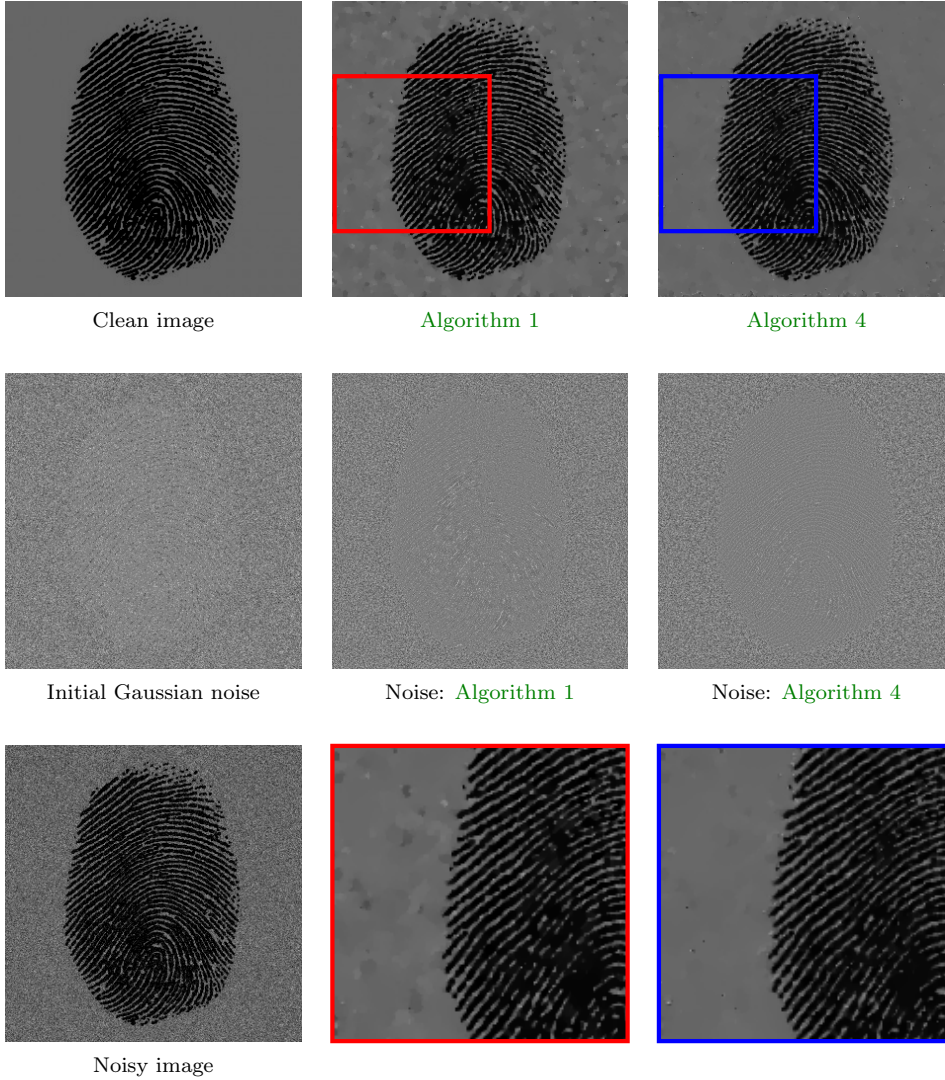 Clean image
Algorithm 1
Algorithm 4
Initial Gaussian noise
Noise: Algorithm 1
Noise: Algorithm 4
Noisy image